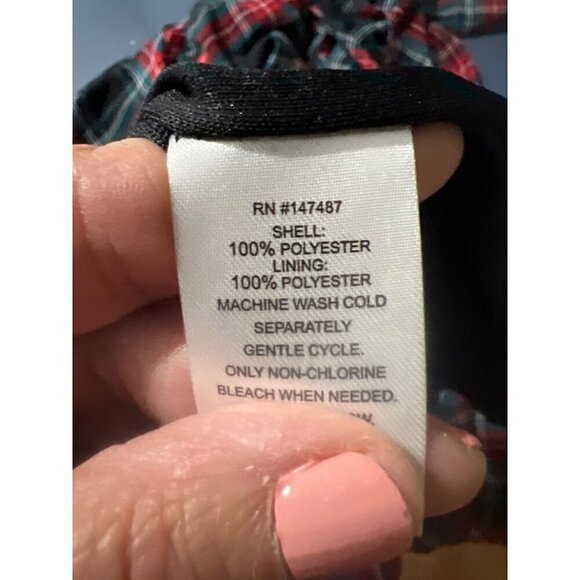 RN #147487
SHELL:
100% POLYESTER
LINING:
100% POLYESTER
MACHINE WASH COLD
SEPARATELY
GENTLE CYCLE.
ONLY NON-CHLORINE
BLEACH WHEN NEEDED.